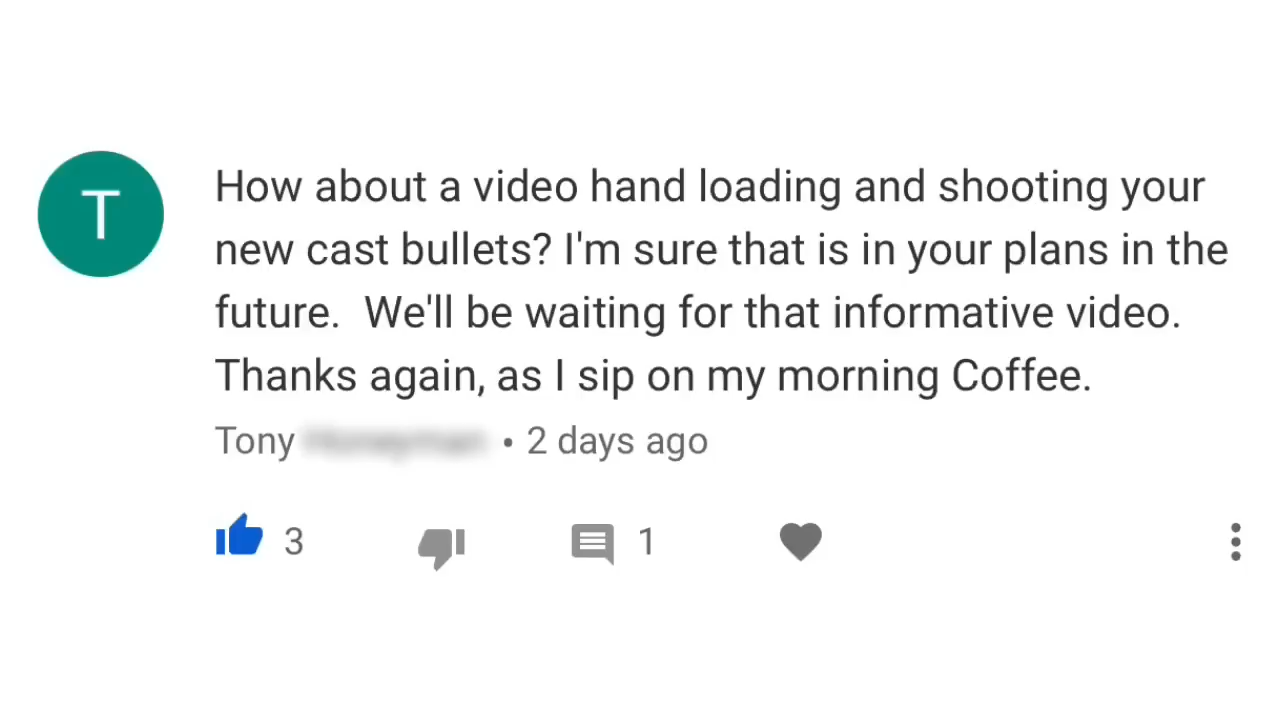 T
How about a video hand loading and shooting your
new cast bullets? I'm sure that is in your plans in the
future.  We'll be waiting for that informative video.
Thanks again, as I sip on my morning Coffee.
Tony • 2 days ago
3 1